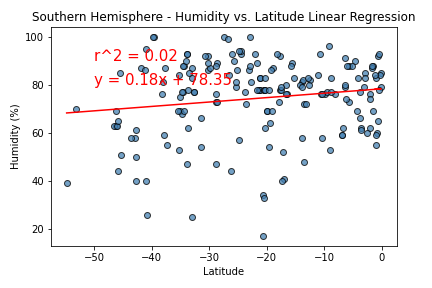 Southern Hemisphere - Humidity vs. Latitude Linear Regression
100
80
60
40
20
Humidity (%)
r^2 = 0.02
y = 0.18x + 78.35
−50
−40
−30
−20
−10
0
Latitude